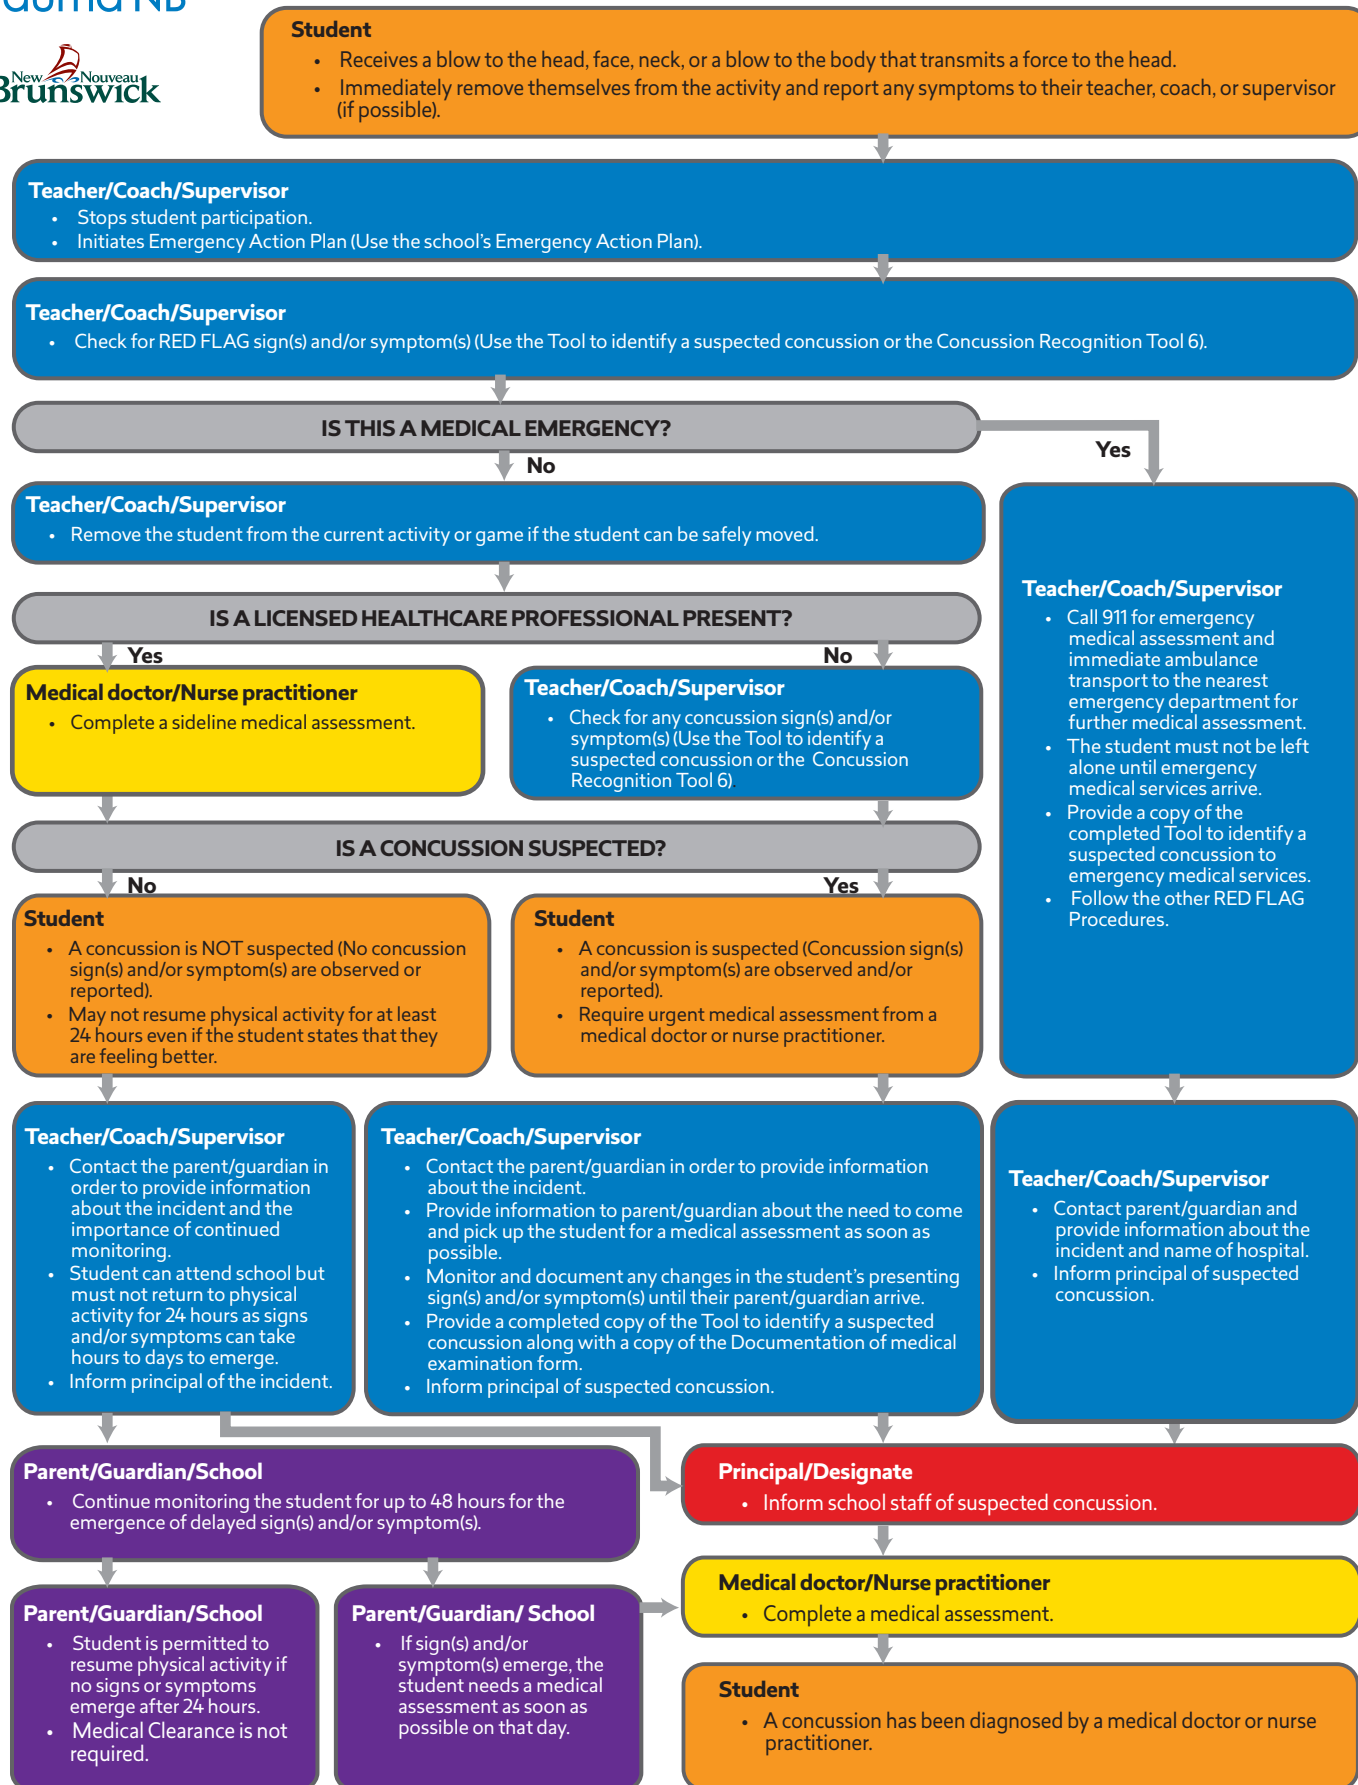 NB
New Nouveau
Brunswick
Student
• Receives a blow to the head, face, neck, or a blow to the body that transmits a force to the head.
• Immediately remove themselves from the activity and report any symptoms to their teacher, coach, or supervisor
(if possible).
Teacher/Coach/Supervisor
• Stops student participation.
• Initiates Emergency Action Plan (Use the school's Emergency Action Plan).
Teacher/Coach/Supervisor
• Check for RED FLAG sign(s) and/or symptom(s) (Use the Tool to identify a suspected concussion or the Concussion Recognition Tool 6).
IS THIS A MEDICAL EMERGENCY?
Yes
No
Teacher/Coach/Supervisor
• Remove the student from the current activity or game if the student can be safely moved.
IS A LICENSED HEALTHCARE PROFESSIONAL PRESENT?
Yes
No
Medical doctor/Nurse practitioner
• Complete a sideline medical assessment.
Teacher/Coach/Supervisor
• Check for any concussion sign(s) and/or
symptom(s) (Use the Tool to identify a
suspected concussion or the Concussion
Recognition Tool 6).
Teacher/Coach/Supervisor
• Call 911 for emergency
medical assessment and
immediate ambulance
transport to the nearest
emergency department for
further medical assessment.
• The student must not be left
alone until emergency
medical services arrive.
• Provide a copy of the
completed Tool to identify a
suspected concussion to
emergency medical services.
• Follow the other RED FLAG
Procedures.
IS A CONCUSSION SUSPECTED?
No
Yes
Student
• A concussion is NOT suspected (No concussion
sign(s) and/or symptom(s) are observed or
reported).
• May not resume physical activity for at least
24 hours even if the student states that they
are feeling better.
Student
• A concussion is suspected (Concussion sign(s)
and/or symptom(s) are observed and/or
reported).
• Require urgent medical assessment from a
medical doctor or nurse practitioner.
Teacher/Coach/Supervisor
• Contact the parent/guardian in
order to provide information
about the incident and the
importance of continued
monitoring.
• Student can attend school but
must not return to physical
activity for 24 hours as signs
and/or symptoms can take
hours to days to emerge.
• Inform principal of the incident.
Teacher/Coach/Supervisor
• Contact the parent/guardian in order to provide information
about the incident.
• Provide information to parent/guardian about the need to come
and pick up the student for a medical assessment as soon as
possible.
• Monitor and document any changes in the student's presenting
sign(s) and/or symptom(s) until their parent/guardian arrive.
• Provide a completed copy of the Tool to identify a suspected
concussion along with a copy of the Documentation of medical
examination form.
• Inform principal of suspected concussion.
Teacher/Coach/Supervisor
• Contact parent/guardian and
provide information about the
incident and name of hospital.
• Inform principal of suspected
concussion.
Parent/Guardian/School
• Continue monitoring the student for up to 48 hours for the
emergence of delayed sign(s) and/or symptom(s).
Principal/Designate
• Inform school staff of suspected concussion.
Medical doctor/Nurse practitioner
• Complete a medical assessment.
Parent/Guardian/School
• Student is permitted to
resume physical activity if
no signs or symptoms
emerge after 24 hours.
• Medical Clearance is not
required.
Parent/Guardian/ School
• If sign(s) and/or
symptom(s) emerge, the
student needs a medical
assessment as soon as
possible on that day.
Student
• A concussion has been diagnosed by a medical doctor or nurse
practitioner.